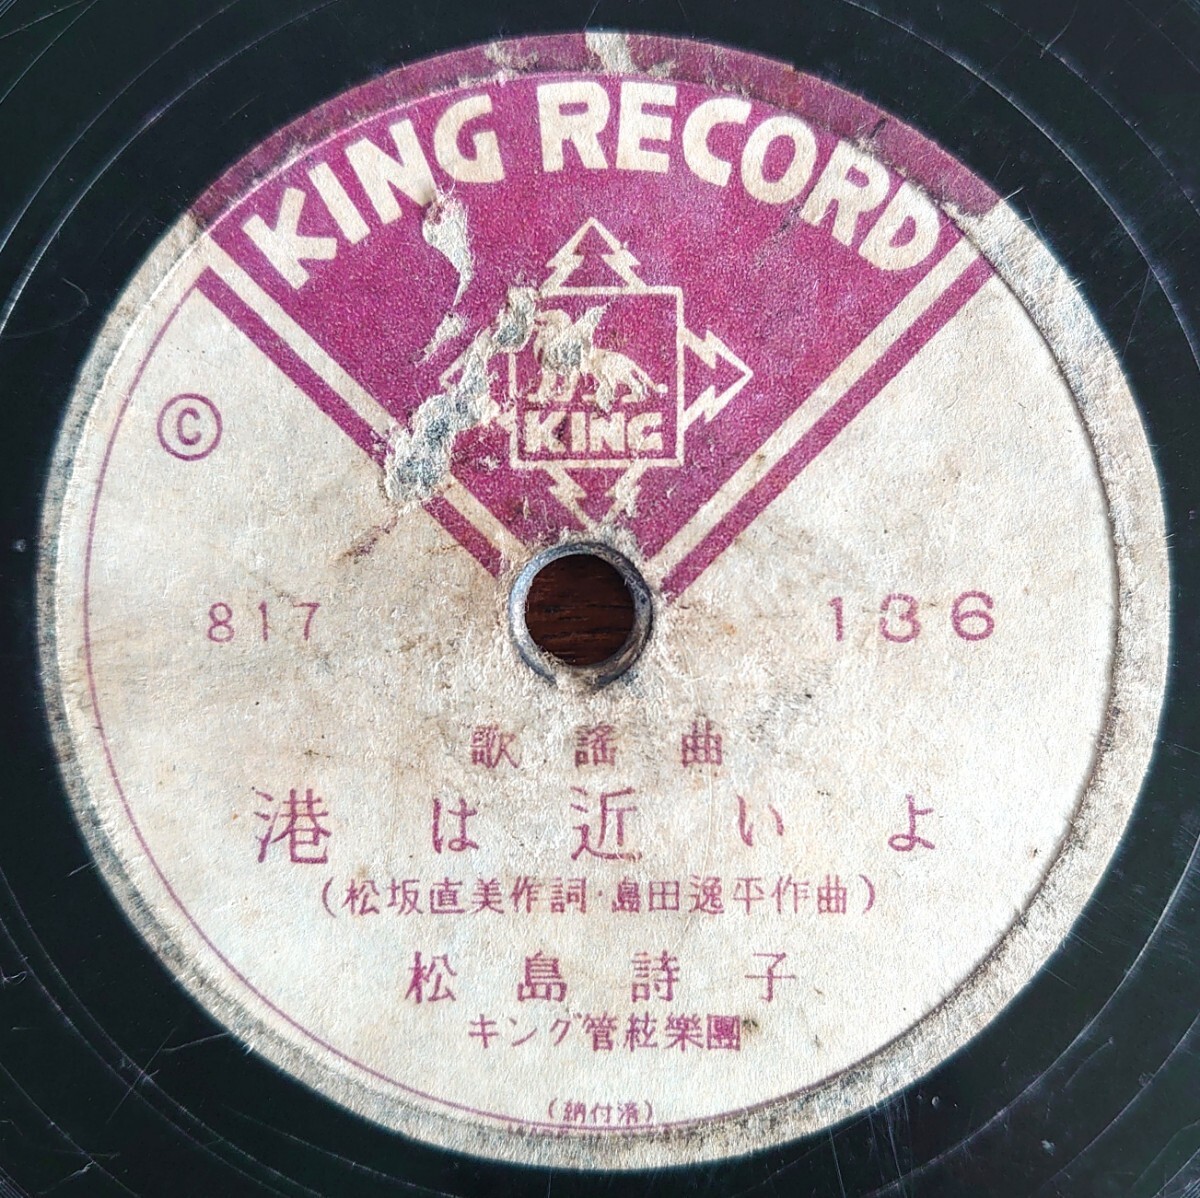 KING RECORD
KING
©
817
136
歌謡曲
港は近いよ
(松坂直美作詞・島田逸平作曲)
松島詩子
キング管絃樂團
(納付済)